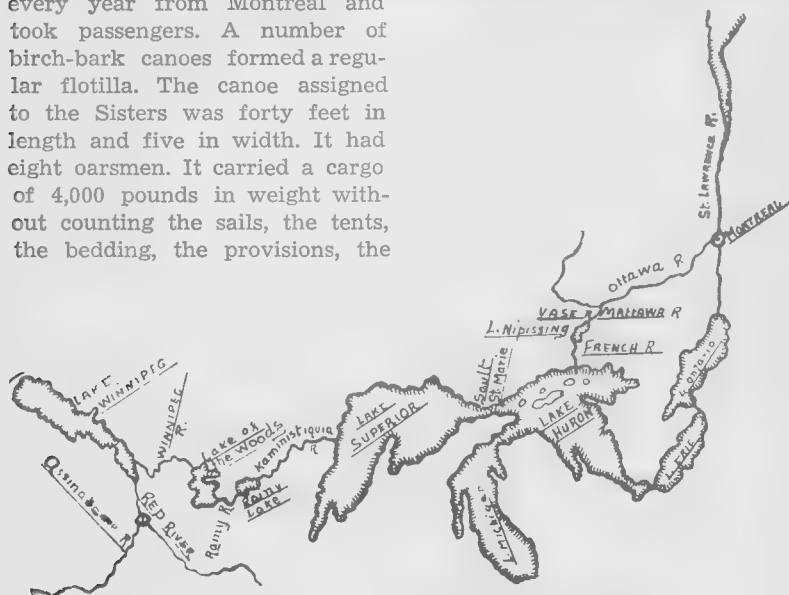 every year from Montreal and
took passengers. A number of
birch-bark canoes formed a regu-
lar flotilla. The canoe assigned
to the Sisters was forty feet in
length and five in width. It had
eight oarsmen. It carried a cargo
of 4,000 pounds in weight with-
out counting the sails, the tents,
the bedding, the provisions, the
St. LAWRENCE R.
MONTREAL
Ottawa R
VASE R MATTAWA R
L. Nipissing
FRENCH R
L. Ontario
L. ERIE
Sault
St. Marie
LAKE
HURON
L. Michigan
LAKE
SUPERIOR
Kaministiquia
R
Lake of
the Woods
Rainy
Lake
Rainy R
WINNIPEG
R.
LAKE
WINNIPEG
RED RIVER
R